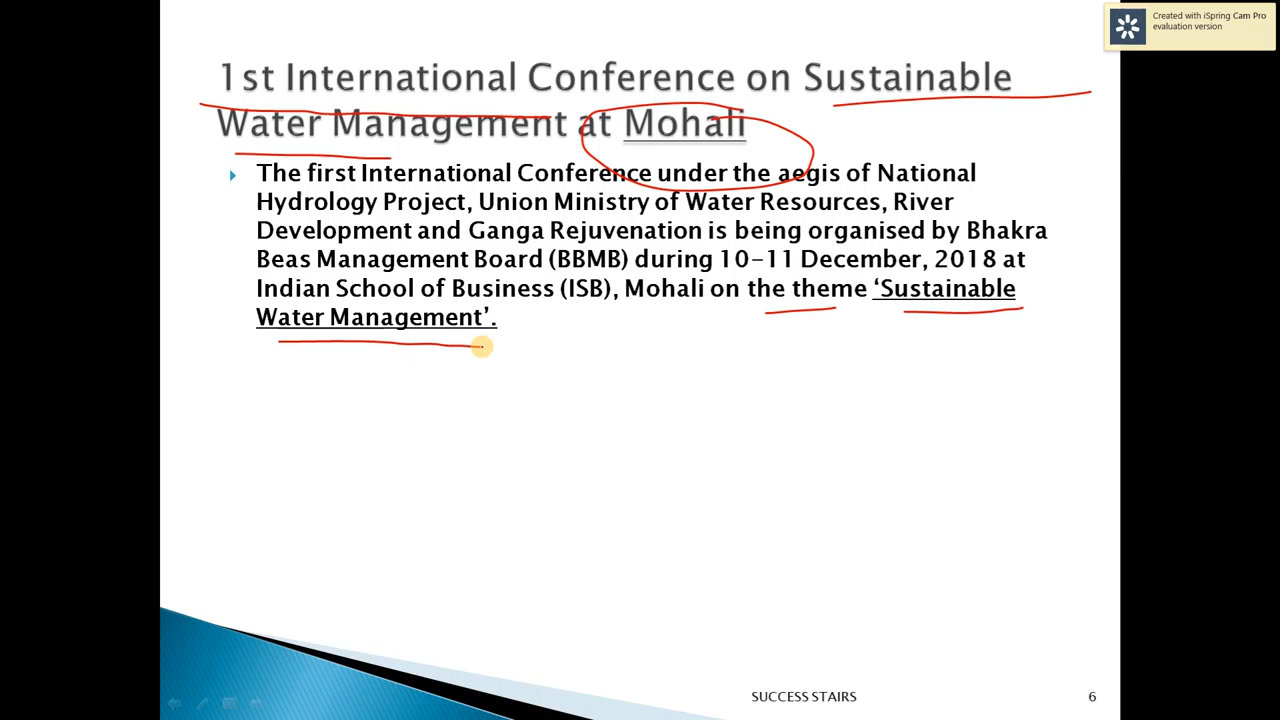 Created with iSpring Cam Pro
evaluation version
1st International Conference on Sustainable
Water Management at Mohali
The first International Conference under the aegis of National
Hydrology Project, Union Ministry of Water Resources, River
Development and Ganga Rejuvenation is being organised by Bhakra
Beas Management Board (BBMB) during 10-11 December, 2018 at
Indian School of Business (ISB), Mohali on the theme ‘Sustainable
Water Management’.
SUCCESS STAIRS
6